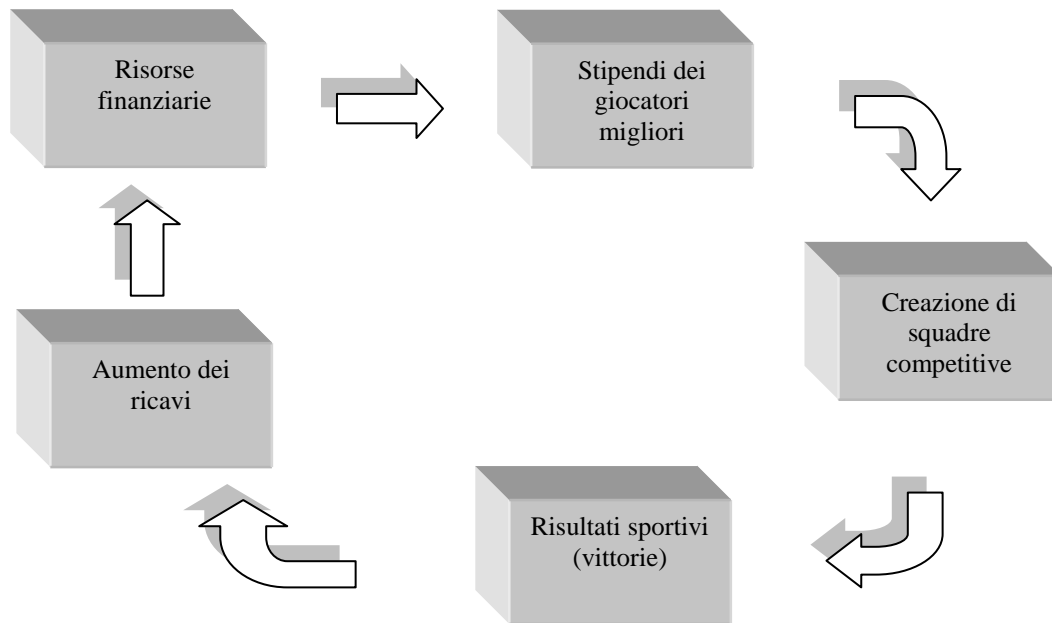 Risorse
finanziarie
Stipendi dei
giocatori
migliori
Creazione di
squadre
competitive
Risultati sportivi
(vittorie)
Aumento dei
ricavi